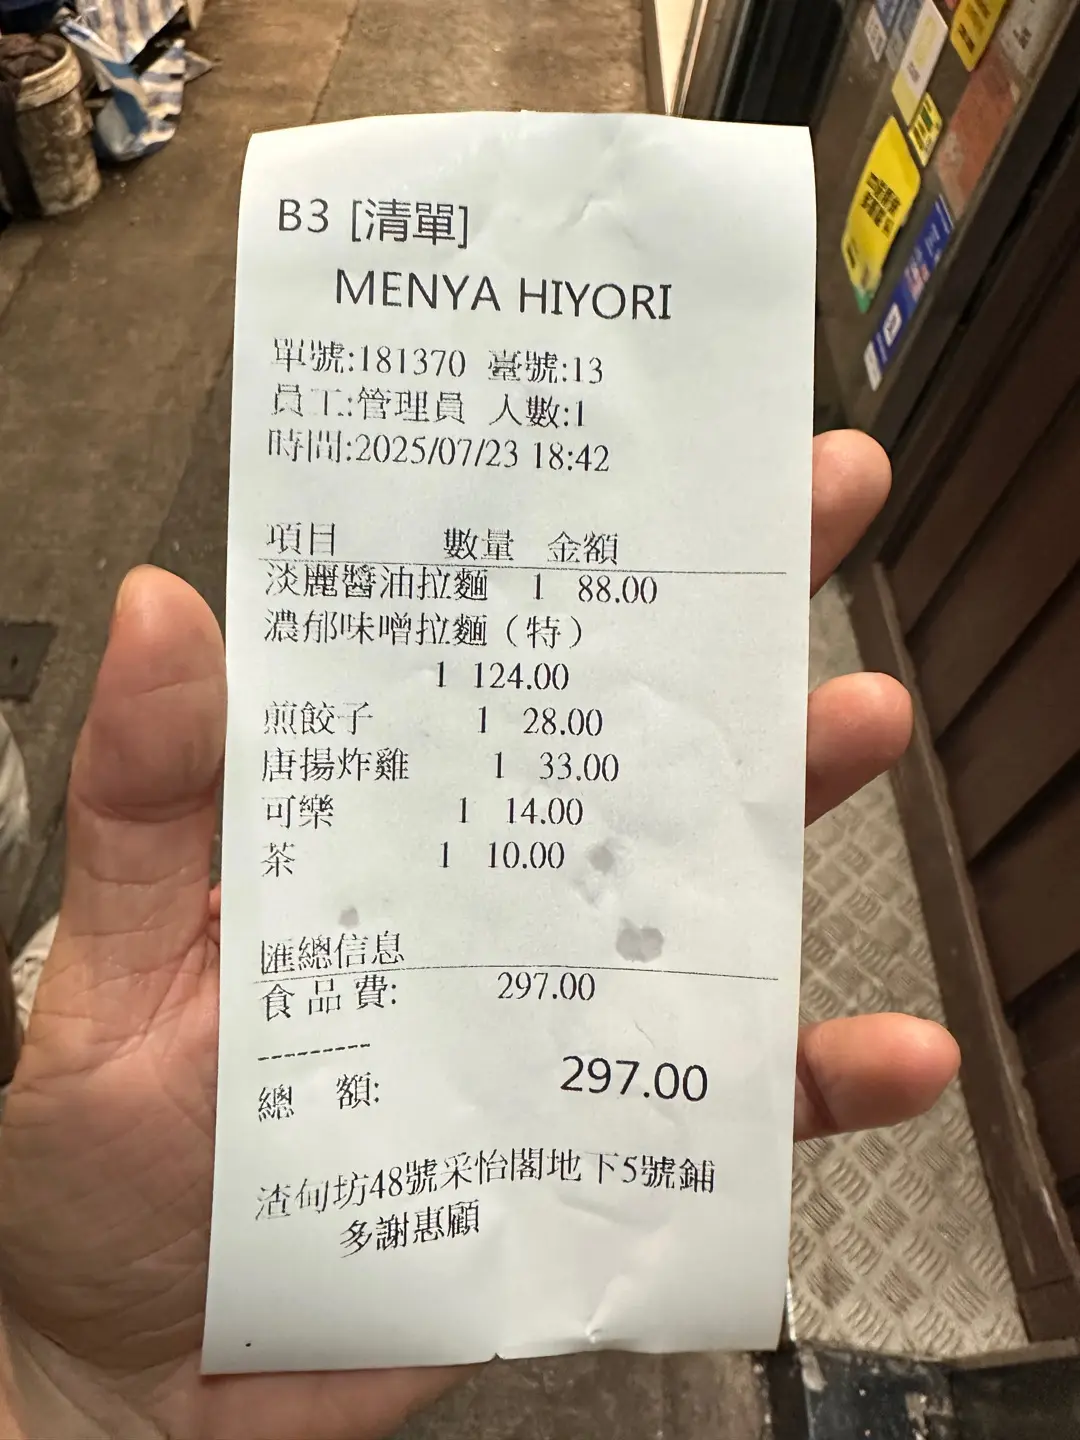 B3 [清單]
MENYA HIYORI
單號:181370 臺號:13
員工:管理員 人數:1
時間:2025/07/23 18:42
項目 數量 金額
淡麗醬油拉麵 1 88.00
濃郁味噌拉麵（特）
1 124.00
煎餃子 1 28.00
唐揚炸雞 1 33.00
可樂 1 14.00
茶 1 10.00
匯總信息
食品費: 297.00
---------
總 額: 297.00
渣甸坊48號采怡閣地下5號鋪
多謝惠顧